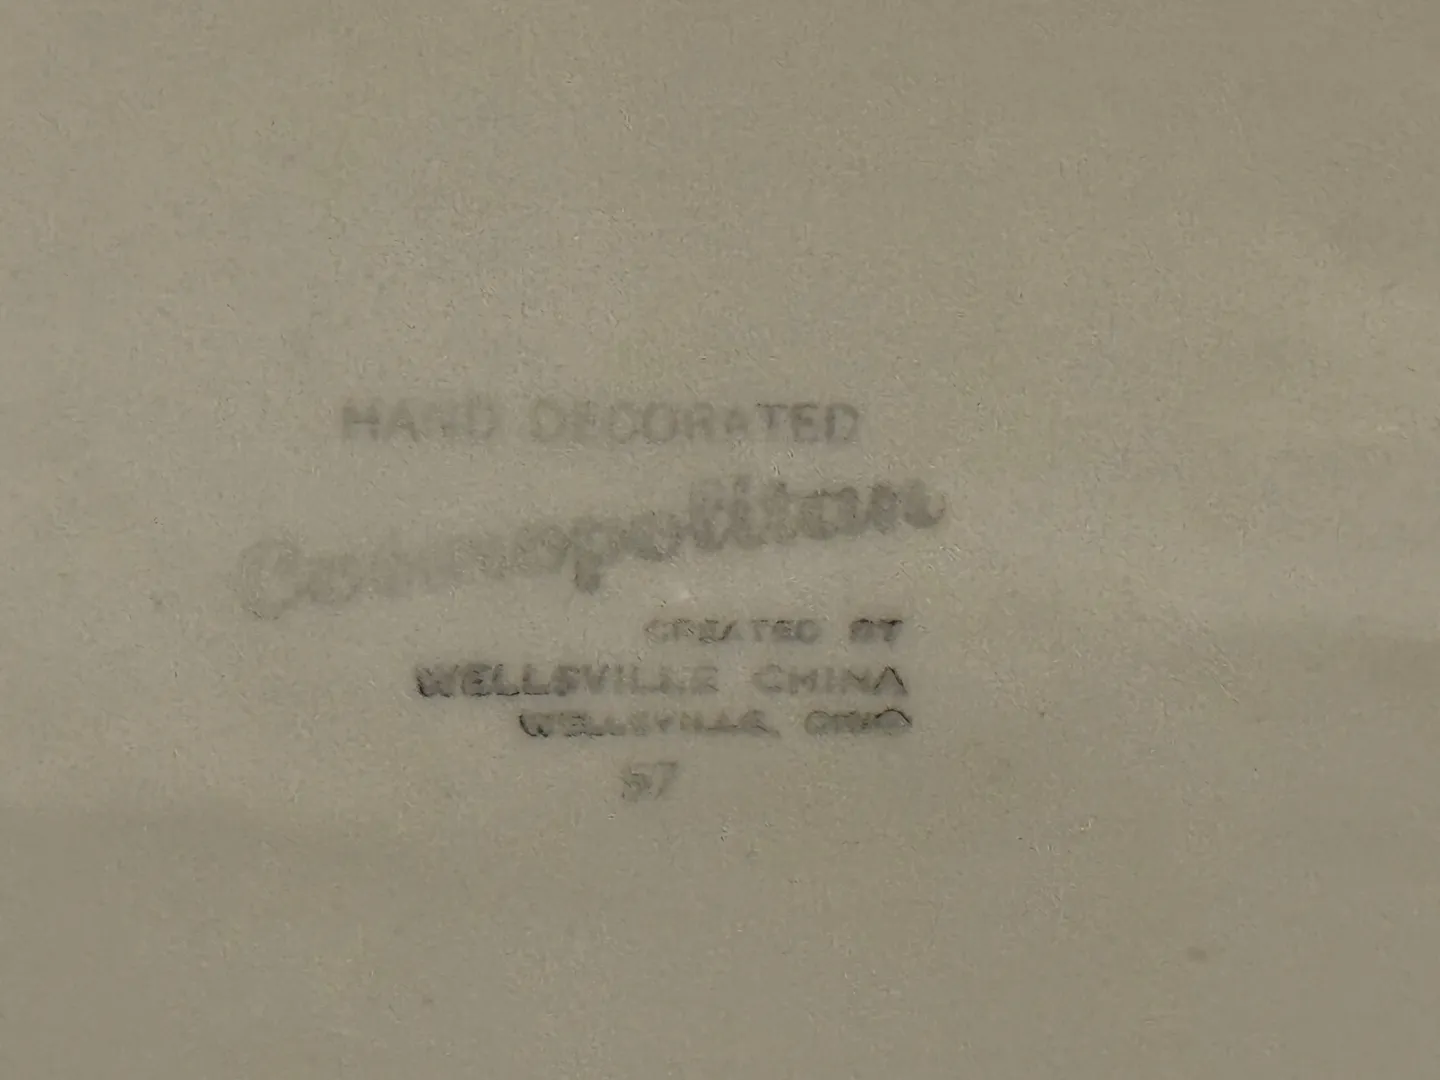 HAND DECORATED
Cosmopolitan
CREATED BY
WELLSVILLE CHINA
WELLSVILLE, OHIO
57